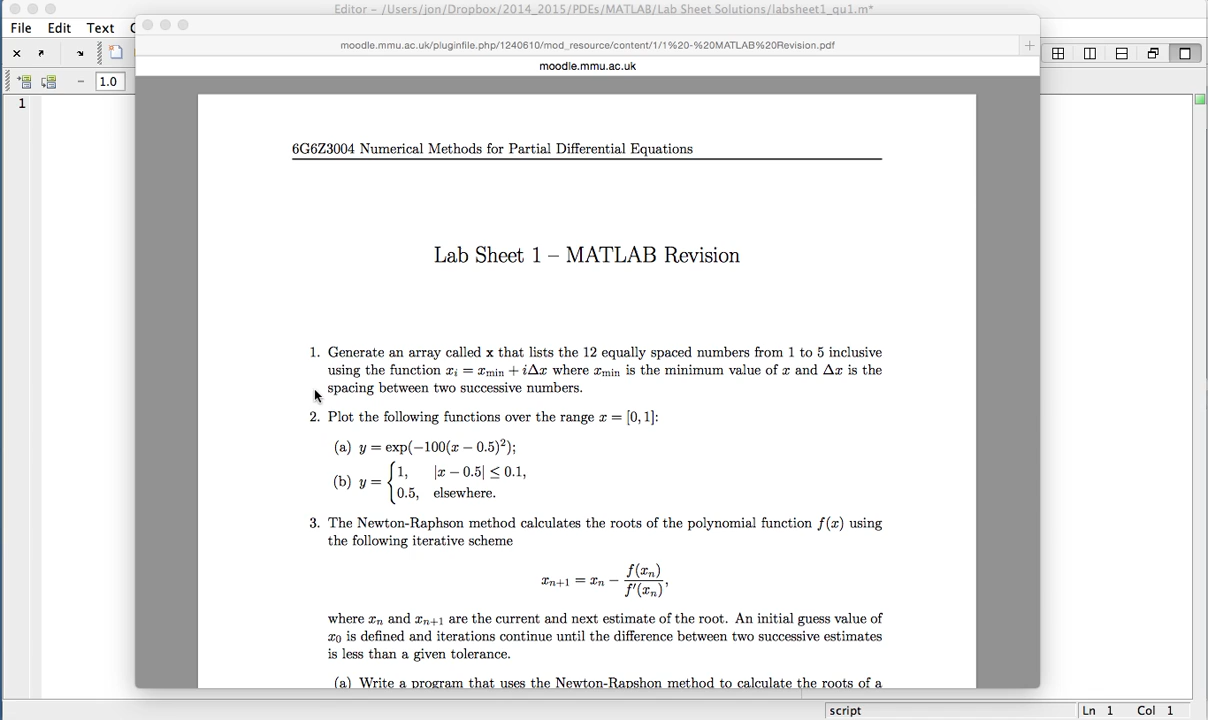 Editor - /Users/jon/Dropbox/2014_2015/PDEs/MATLAB/Lab Sheet Solutions/labsheet1_qu1.m*
File Edit Text
moodle.mmu.ac.uk/pluginfile.php/1240610/mod_resource/content/1/1%20-%20MATLAB%20Revision.pdf
moodle.mmu.ac.uk
1.0
1
6G6Z3004 Numerical Methods for Partial Differential Equations
Lab Sheet 1 – MATLAB Revision
1. Generate an array called x that lists the 12 equally spaced numbers from 1 to 5 inclusive
using the function xᵢ = x_min + iΔx where x_min is the minimum value of x and Δx is the
spacing between two successive numbers.
2. Plot the following functions over the range x = [0, 1]:
(a) y = exp(−100(x − 0.5)²);
(b) y = { 1, |x − 0.5| ≤ 0.1,
0.5, elsewhere.
3. The Newton-Raphson method calculates the roots of the polynomial function f(x) using
the following iterative scheme
xₙ₊₁ = xₙ − f(xₙ)/f′(xₙ),
where xₙ and xₙ₊₁ are the current and next estimate of the root. An initial guess value of
x₀ is defined and iterations continue until the difference between two successive estimates
is less than a given tolerance.
(a) Write a program that uses the Newton-Rapshon method to calculate the roots of a
script Ln 1 Col 1